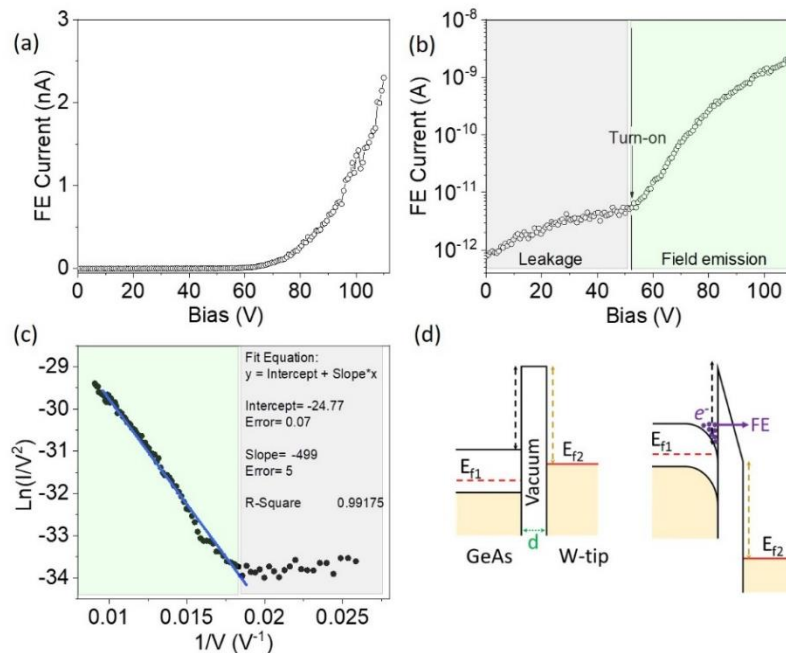 (a)
FE Current (nA)
3
2
1
0
0 20 40 60 80 100
Bias (V)
(b)
FE Current (A)
10⁻⁸
10⁻⁹
10⁻¹⁰
10⁻¹¹
10⁻¹²
Turn-on
Leakage
Field emission
0 20 40 60 80 100
Bias (V)
(c)
Ln(I/V²)
-29
-30
-31
-32
-33
-34
Fit Equation:
y = Intercept + Slope*x
Intercept= -24.77
Error= 0.07
Slope= -499
Error= 5
R-Square 0.99175
0.01 0.015 0.02 0.025
1/V (V⁻¹)
(d)
E_f1
Vacuum
E_f2
d
GeAs
W-tip
e⁻
FE
E_f1
E_f2